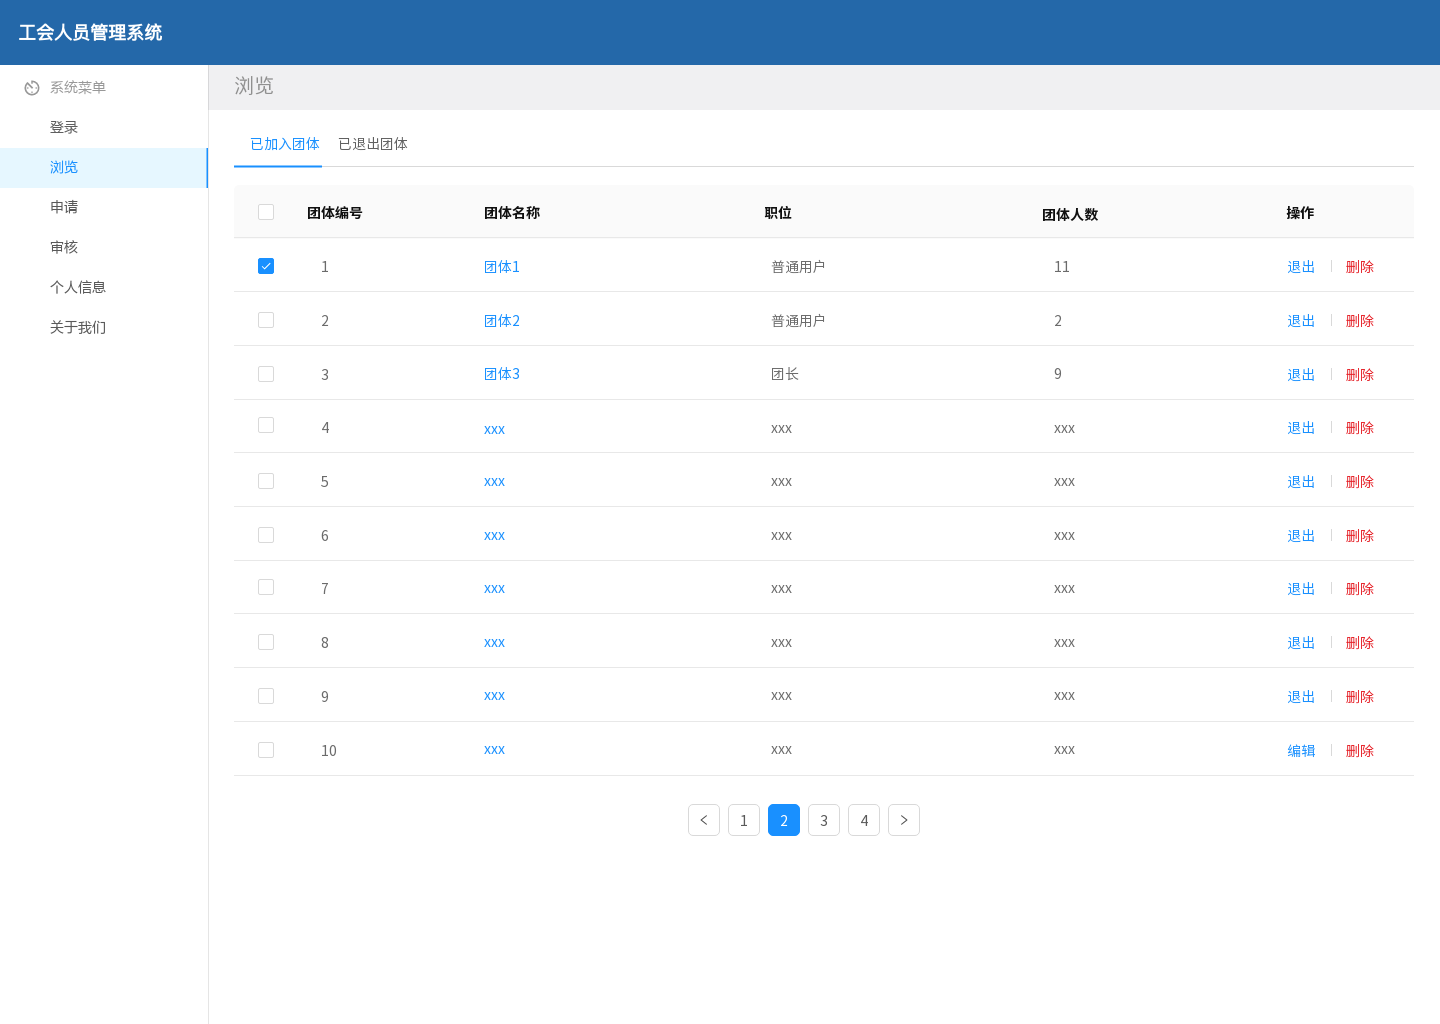 工会人员管理系统
系统菜单
登录
浏览
申请
审核
个人信息
关于我们
浏览
已加入团体 已退出团体
团体编号 团体名称 职位 团体人数 操作
1 团体1 普通用户 11 退出 删除
2 团体2 普通用户 2 退出 删除
3 团体3 团长 9 退出 删除
4 xxx xxx xxx 退出 删除
5 xxx xxx xxx 退出 删除
6 xxx xxx xxx 退出 删除
7 xxx xxx xxx 退出 删除
8 xxx xxx xxx 退出 删除
9 xxx xxx xxx 退出 删除
10 xxx xxx xxx 编辑 删除
1 2 3 4